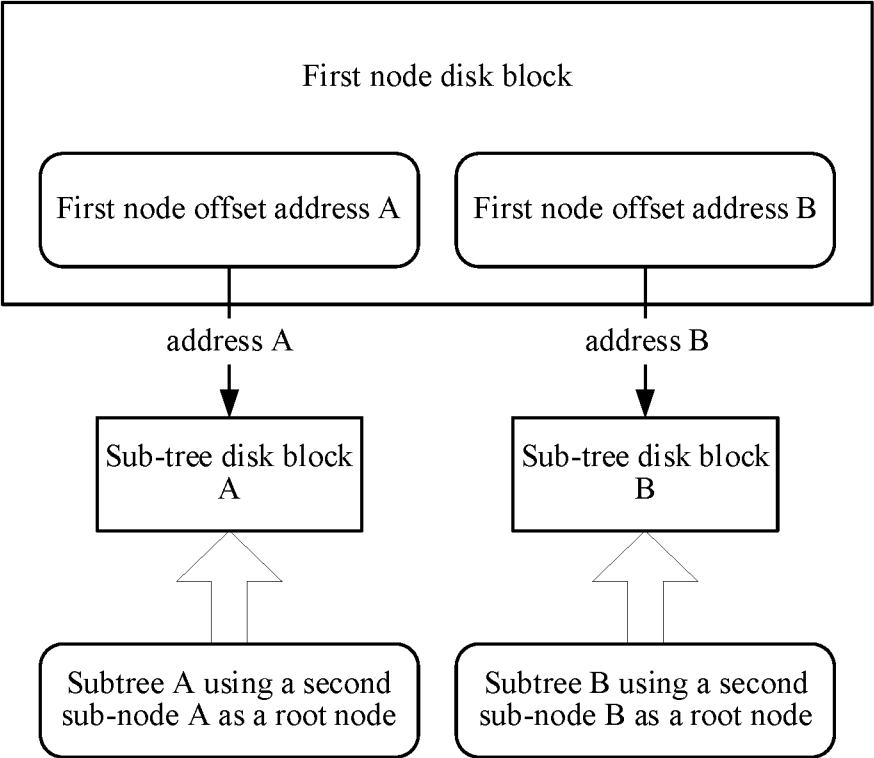 First node disk block
First node offset address A
First node offset address B
address A
address B
Sub-tree disk block
A
Sub-tree disk block
B
Subtree A using a second
sub-node A as a root node
Subtree B using a second
sub-node B as a root node